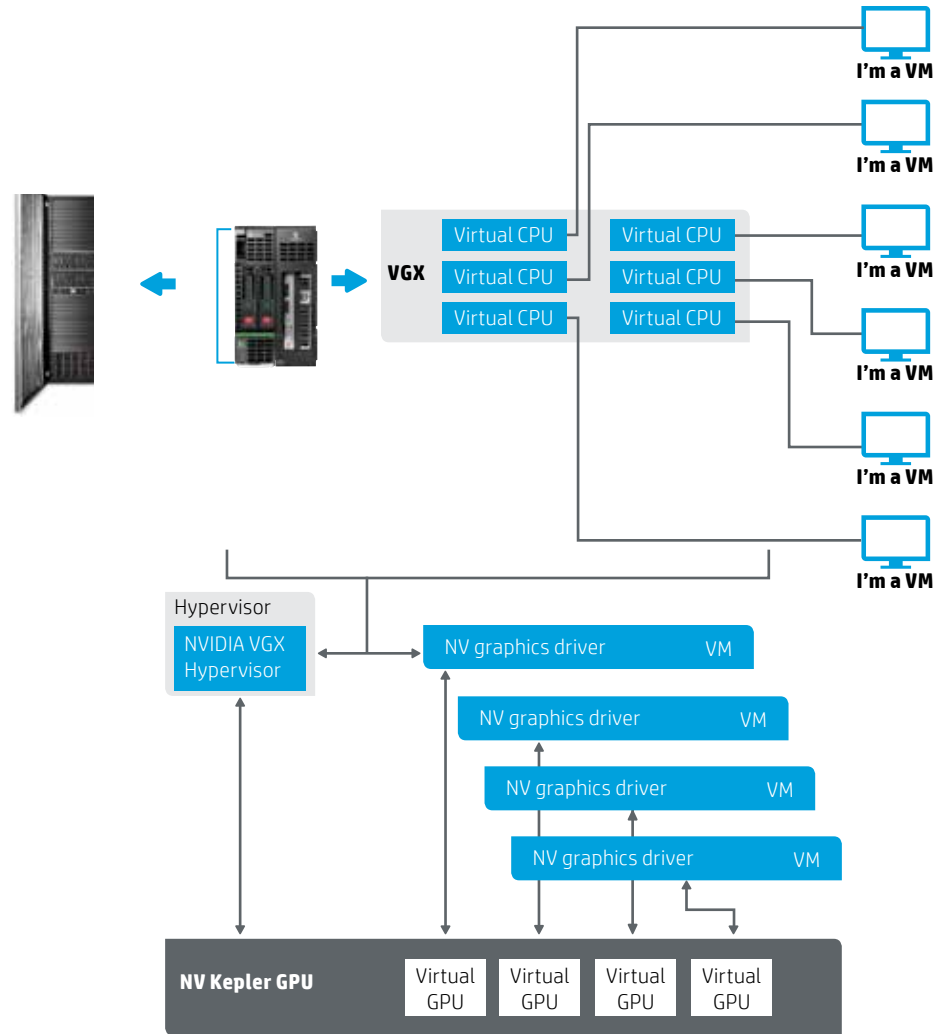 I'm a VM
I'm a VM
Virtual CPU
Virtual CPU
VGX
Virtual CPU
Virtual CPU
Virtual CPU
Virtual CPU
I'm a VM
I'm a VM
I'm a VM
I'm a VM
Hypervisor
NVIDIA VGX
Hypervisor
NV graphics driver VM
NV graphics driver VM
NV graphics driver VM
NV graphics driver VM
NV Kepler GPU
Virtual
GPU
Virtual
GPU
Virtual
GPU
Virtual
GPU